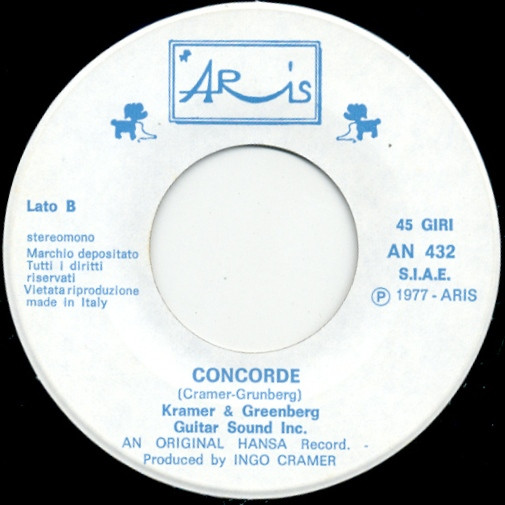 ARis
Lato B
stereomono
Marchio depositato
Tutti i diritti
riservati
Vietata riproduzione
made in Italy
45 GIRI
AN 432
S.I.A.E.
Ⓟ 1977 - ARIS
CONCORDE
(Cramer-Grunberg)
Kramer & Greenberg
Guitar Sound Inc.
AN ORIGINAL HANSA Record. -
Produced by INGO CRAMER